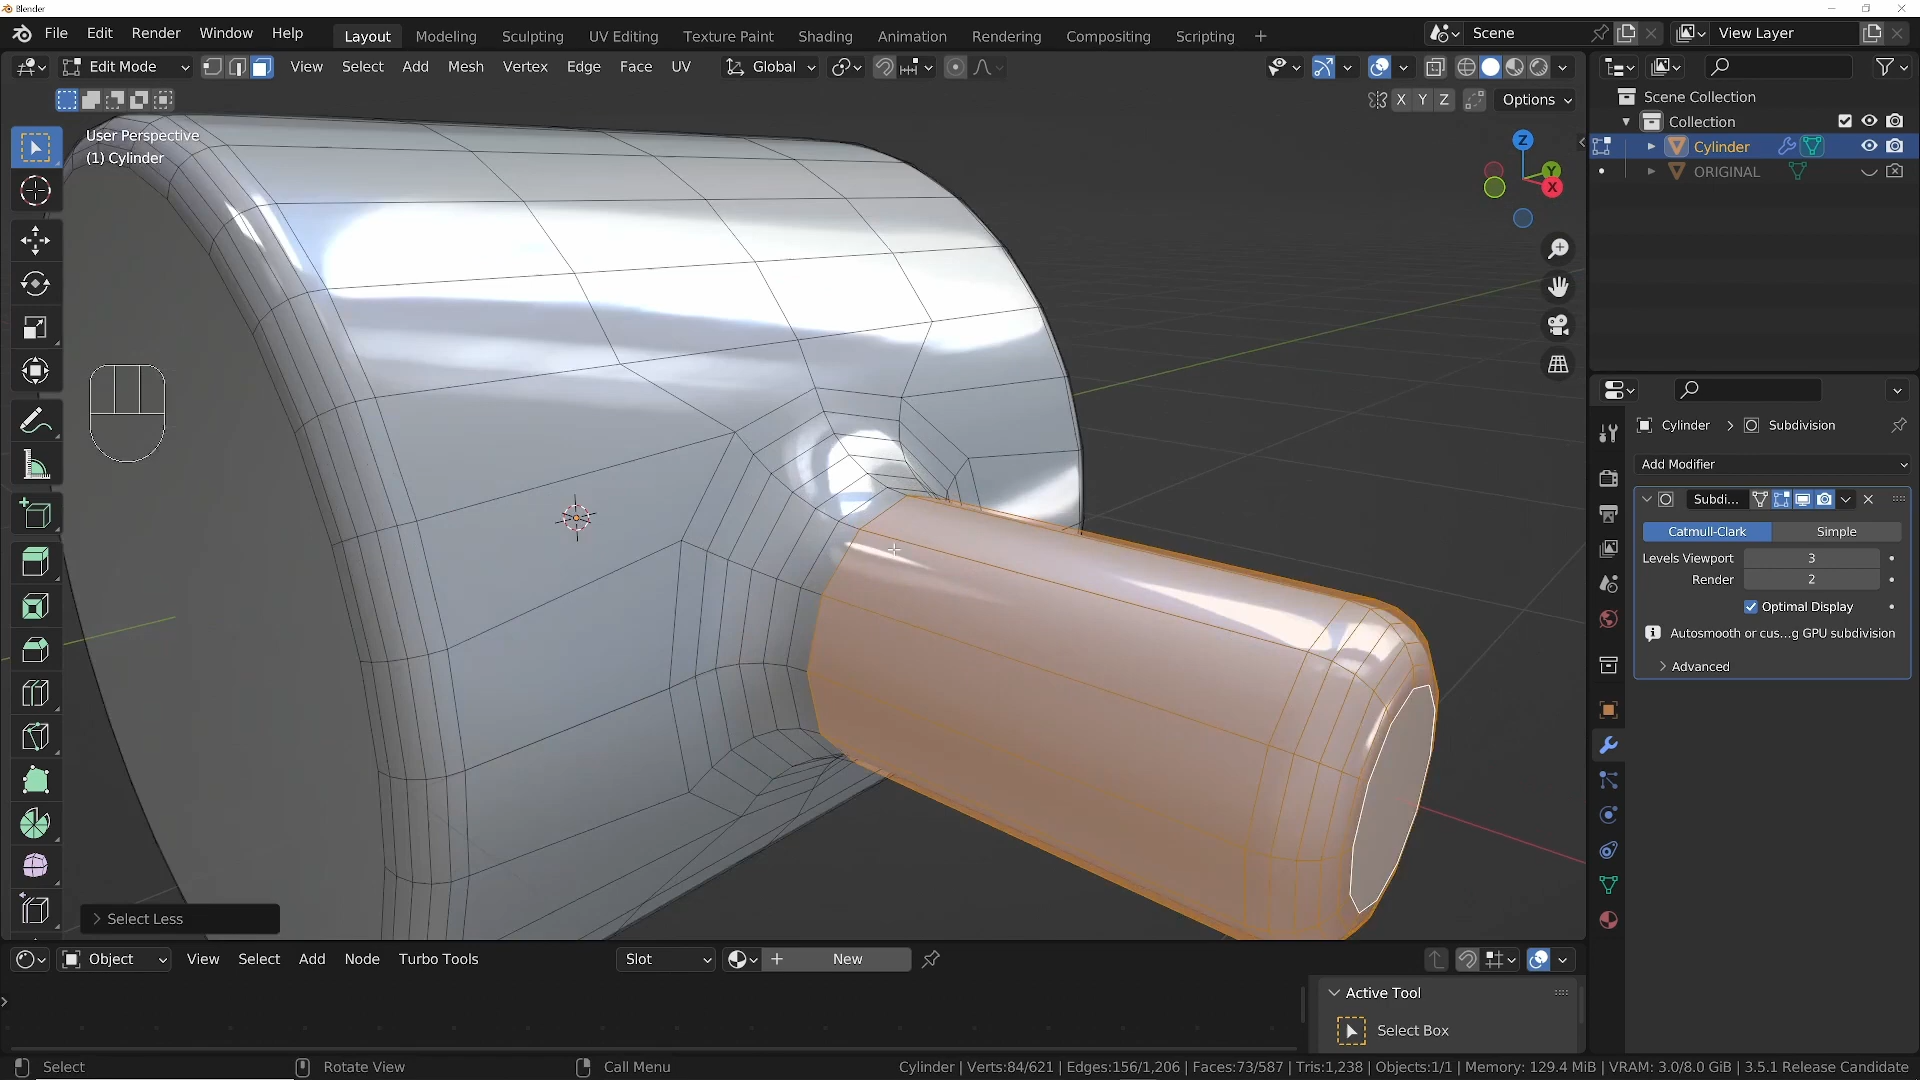 Blender
File Edit Render Window Help
Layout Modeling Sculpting UV Editing Texture Paint Shading Animation Rendering Compositing Scripting
Scene
View Layer
Edit Mode
View Select Add Mesh Vertex Edge Face UV
Global
X Y Z
Options
User Perspective
(1) Cylinder
Z
Y
X
Scene Collection
Collection
Cylinder
ORIGINAL
Cylinder > Subdivision
Add Modifier
Subdi...
Catmull-Clark Simple
Levels Viewport 3
Render 2
Optimal Display
Autosmooth or cus...g GPU subdivision
Advanced
Select Less
Object
View Select Add Node Turbo Tools
Slot
New
Active Tool
Select Box
Select
Rotate View
Call Menu
Cylinder | Verts:84/621 | Edges:156/1,206 | Faces:73/587 | Tris:1,238 | Objects:1/1 | Memory: 129.4 MiB | VRAM: 3.0/8.0 GiB | 3.5.1 Release Candidate